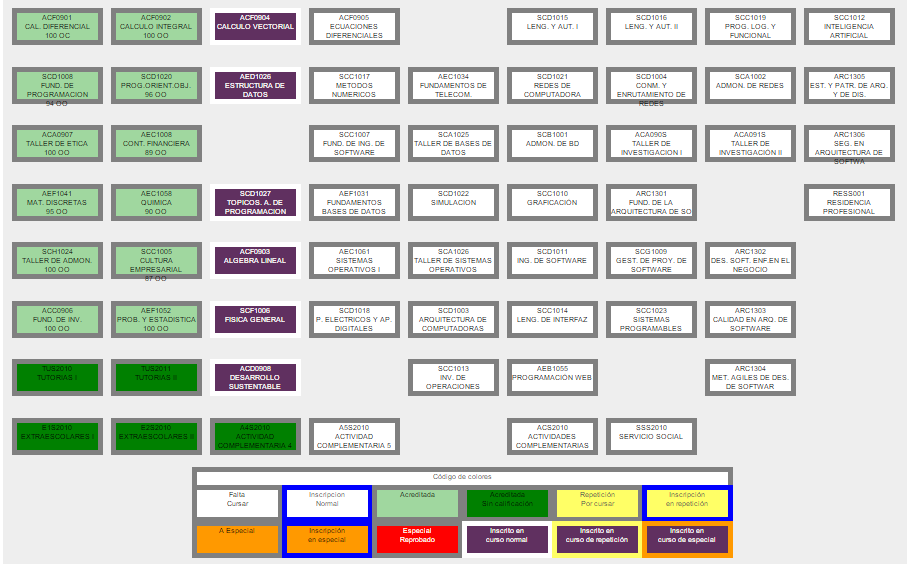 ACF0901
CAL. DIFERENCIAL
100 OC
ACF0902
CALCULO INTEGRAL
100 OO
ACF0904
CALCULO VECTORIAL
ACF0905
ECUACIONES
DIFERENCIALES
SCD1015
LENG. Y AUT. I
SCD1016
LENG. Y AUT. II
SCC1019
PROG. LOG. Y
FUNCIONAL
SCC1012
INTELIGENCIA
ARTIFICIAL
SCD1008
FUND. DE
PROGRAMACION
94 OO
SCD1020
PROG.ORIENT.OBJ.
96 OO
AED1026
ESTRUCTURA DE
DATOS
SCC1017
METODOS
NUMERICOS
AEC1034
FUNDAMENTOS DE
TELECOM.
SCD1021
REDES DE
COMPUTADORA
SCD1004
CONM. Y
ENRUTAMIENTO DE
REDES
SCA1002
ADMON. DE REDES
ARC1305
EST. Y PATR. DE ARQ.
Y DE DIS.
ACA0907
TALLER DE ETICA
100 OO
AEC1008
CONT. FINANCIERA
89 OO
SCC1007
FUND. DE ING. DE
SOFTWARE
SCA1025
TALLER DE BASES DE
DATOS
SCB1001
ADMON. DE BD
ACA090S
TALLER DE
INVESTIGACION I
ACA091S
TALLER DE
INVESTIGACIÓN II
ARC1306
SEG. EN
ARQUITECTURA DE
SOFTWA
AEF1041
MAT. DISCRETAS
95 OO
AEC1058
QUIMICA
90 OO
SCD1027
TOPICOS. A. DE
PROGRAMACION
AEF1031
FUNDAMENTOS
BASES DE DATOS
SCD1022
SIMULACION
SCC1010
GRAFICACIÓN
ARC1301
FUND. DE LA
ARQUITECTURA DE SO
RESS001
RESIDENCIA
PROFESIONAL
SCH1024
TALLER DE ADMON.
100 OO
SCC1005
CULTURA
EMPRESARIAL
87 OO
ACF0903
ALGEBRA LINEAL
AEC1061
SISTEMAS
OPERATIVOS I
SCA1026
TALLER DE SISTEMAS
OPERATIVOS
SCD1011
ING. DE SOFTWARE
SCG1009
GEST. DE PROY. DE
SOFTWARE
ARC1302
DES. SOFT. ENF.EN EL
NEGOCIO
ACC0906
FUND. DE INV.
100 OO
AEF1052
PROB. Y ESTADISTICA
100 OO
SCF1006
FISICA GENERAL
SCD1018
P. ELECTRICOS Y AP.
DIGITALES
SCD1003
ARQUITECTURA DE
COMPUTADORAS
SCC1014
LENG. DE INTERFAZ
SCC1023
SISTEMAS
PROGRAMABLES
ARC1303
CALIDAD EN ARQ. DE
SOFTWARE
TUS2010
TUTORIAS I
TUS2011
TUTORIAS II
ACD0908
DESARROLLO
SUSTENTABLE
SCC1013
INV. DE
OPERACIONES
AEB1055
PROGRAMACIÓN WEB
ARC1304
MET. AGILES DE DES.
DE SOFTWAR
E1S2010
EXTRAESCOLARES I
E2S2010
EXTRAESCOLARES II
A4S2010
ACTIVIDAD
COMPLEMENTARIA 4
A5S2010
ACTIVIDAD
COMPLEMENTARIA 5
ACS2010
ACTIVIDADES
COMPLEMENTARIAS
SSS2010
SERVICIO SOCIAL
Código de colores
Falta
Cursar
Inscripcion
Normal
Acreditada
Acreditada
Sin calificación
Repetición
Por cursar
Inscripción
en repetición
A Especial
Inscripción
en especial
Especial
Reprobado
Inscrito en
curso normal
Inscrito en
curso de repetición
Inscrito en
curso de especial